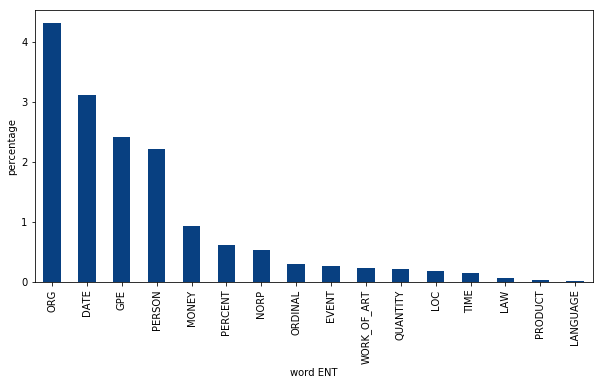 4
3
2
1
0
percentage
ORG
DATE
GPE
PERSON
MONEY
PERCENT
NORP
ORDINAL
EVENT
WORK_OF_ART
QUANTITY
LOC
TIME
LAW
PRODUCT
LANGUAGE
word ENT